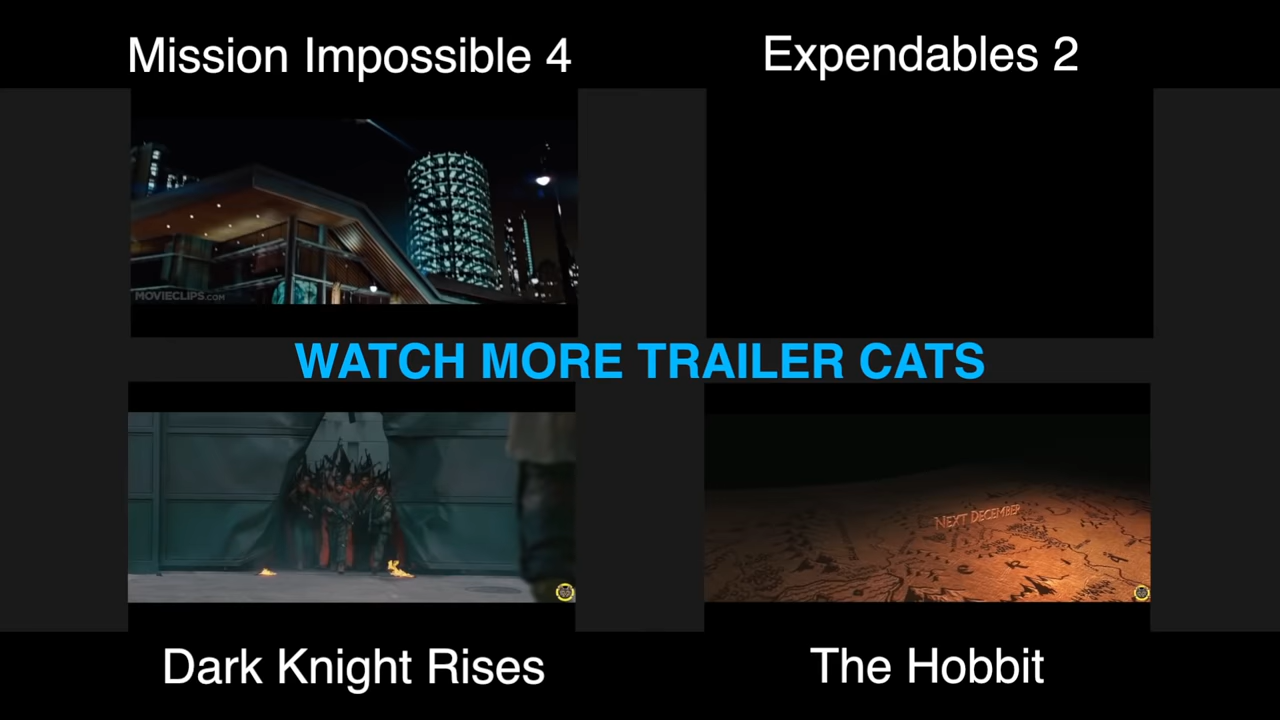 Mission Impossible 4
Expendables 2
MOVIECLIPS.COM
WATCH MORE TRAILER CATS
NEXT DECEMBER
Dark Knight Rises
The Hobbit